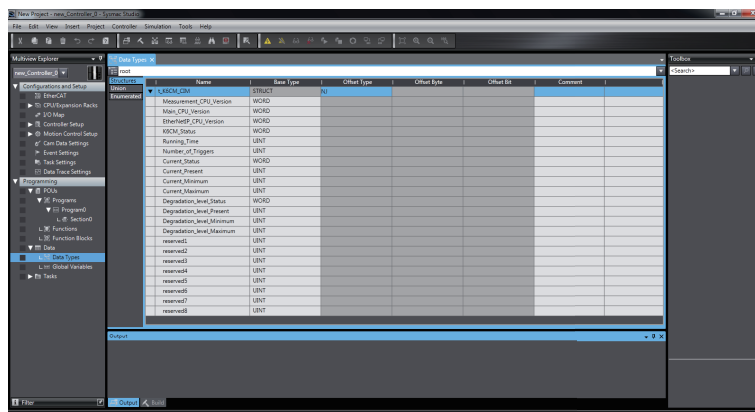 New Project - new_Controller_0 - Sysmac Studio
File Edit View Insert Project Controller Simulation Tools Help
Multiview Explorer
new_Controller_0
Configurations and Setup
EtherCAT
CPU/Expansion Racks
I/O Map
Controller Setup
Motion Control Setup
Cam Data Settings
Event Settings
Task Settings
Data Trace Settings
Programming
POUs
Programs
Program0
Section0
Functions
Function Blocks
Data
Data Types
Global Variables
Tasks
Filter
Data Types
root
Structures
Union
Enumerated
Name Base Type Offset Type Offset Byte Offset Bit Comment
STRUCT NJ
Measurement_CPU_Version WORD
Main_CPU_Version WORD
EtherNetIP_CPU_Version WORD
K6CM_Status WORD
Running_Time UINT
Number_of_Triggers UINT
Current_Status WORD
Current_Present UINT
Current_Minimum UINT
Current_Maximum UINT
Degradation_level_Status WORD
Degradation_level_Present UINT
Degradation_level_Minimum UINT
Degradation_level_Maximum UINT
reserved1 UINT
reserved2 UINT
reserved3 UINT
reserved4 UINT
reserved5 UINT
reserved6 UINT
reserved7 UINT
reserved8 UINT
Output
Output Build
Toolbox
<Search>